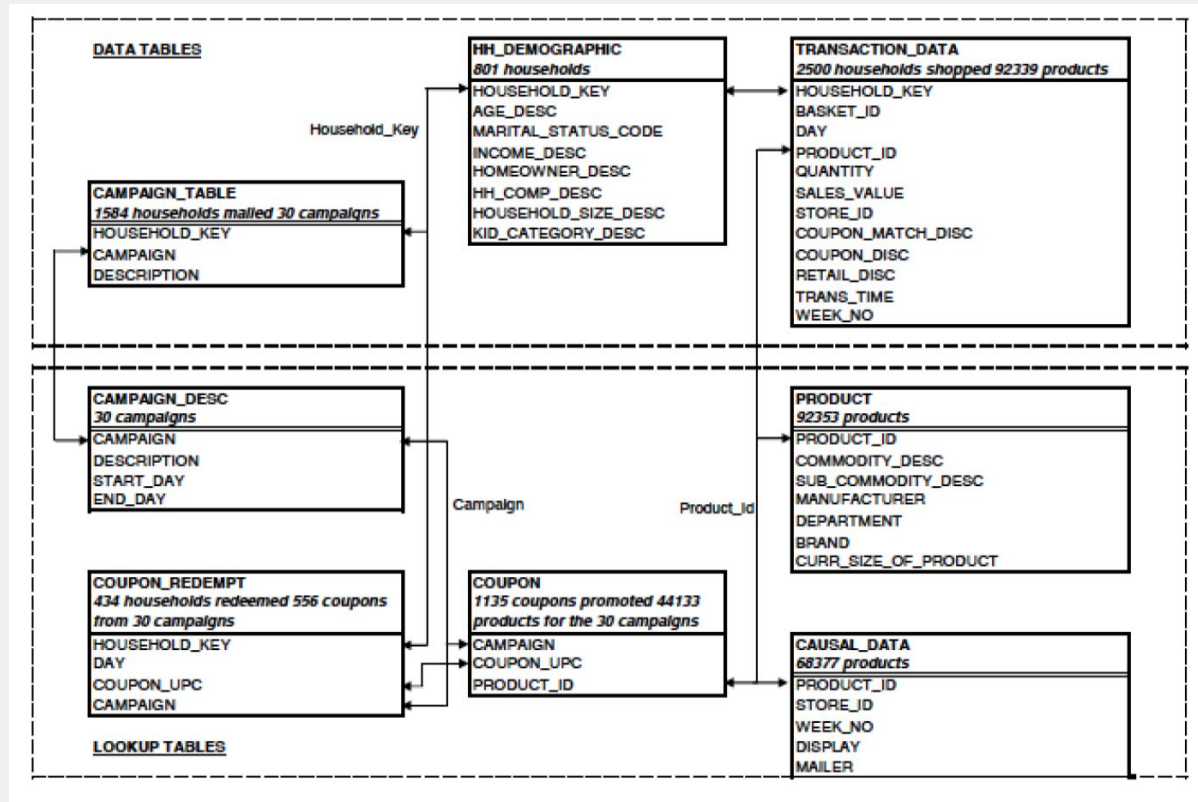 DATA TABLES
HH_DEMOGRAPHIC
801 households
HOUSEHOLD_KEY
AGE_DESC
MARITAL_STATUS_CODE
INCOME_DESC
HOMEOWNER_DESC
HH_COMP_DESC
HOUSEHOLD_SIZE_DESC
KID_CATEGORY_DESC
TRANSACTION_DATA
2500 households shopped 92339 products
HOUSEHOLD_KEY
BASKET_ID
DAY
PRODUCT_ID
QUANTITY
SALES_VALUE
STORE_ID
COUPON_MATCH_DISC
COUPON_DISC
RETAIL_DISC
TRANS_TIME
WEEK_NO
Household_Key
CAMPAIGN_TABLE
1584 households mailed 30 campaigns
HOUSEHOLD_KEY
CAMPAIGN
DESCRIPTION
CAMPAIGN_DESC
30 campaigns
CAMPAIGN
DESCRIPTION
START_DAY
END_DAY
Campaign
Product_Id
PRODUCT
92353 products
PRODUCT_ID
COMMODITY_DESC
SUB_COMMODITY_DESC
MANUFACTURER
DEPARTMENT
BRAND
CURR_SIZE_OF_PRODUCT
COUPON_REDEMPT
434 households redeemed 556 coupons
from 30 campaigns
HOUSEHOLD_KEY
DAY
COUPON_UPC
CAMPAIGN
COUPON
1135 coupons promoted 44133
products for the 30 campaigns
CAMPAIGN
COUPON_UPC
PRODUCT_ID
CAUSAL_DATA
68377 products
PRODUCT_ID
STORE_ID
WEEK_NO
DISPLAY
MAILER
LOOKUP TABLES